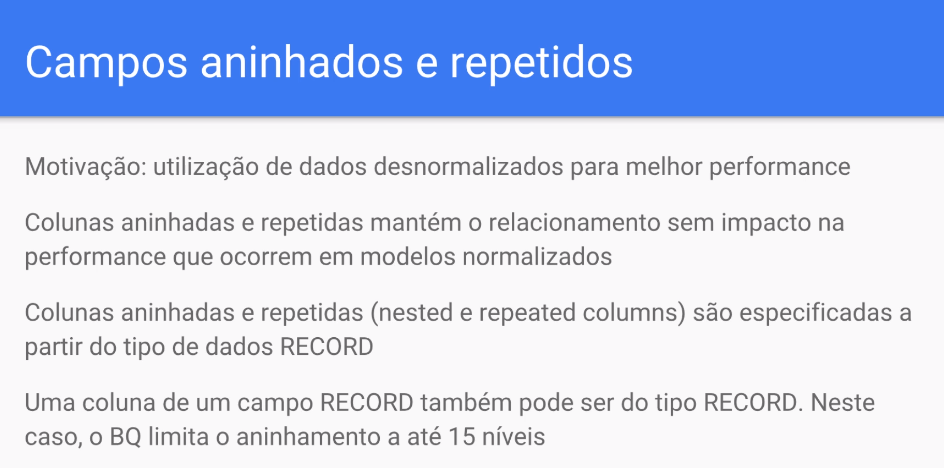 Campos aninhados e repetidos
Motivação: utilização de dados desnormalizados para melhor performance
Colunas aninhadas e repetidas mantém o relacionamento sem impacto na
performance que ocorrem em modelos normalizados
Colunas aninhadas e repetidas (nested e repeated columns) são especificadas a
partir do tipo de dados RECORD
Uma coluna de um campo RECORD também pode ser do tipo RECORD. Neste
caso, o BQ limita o aninhamento a até 15 níveis